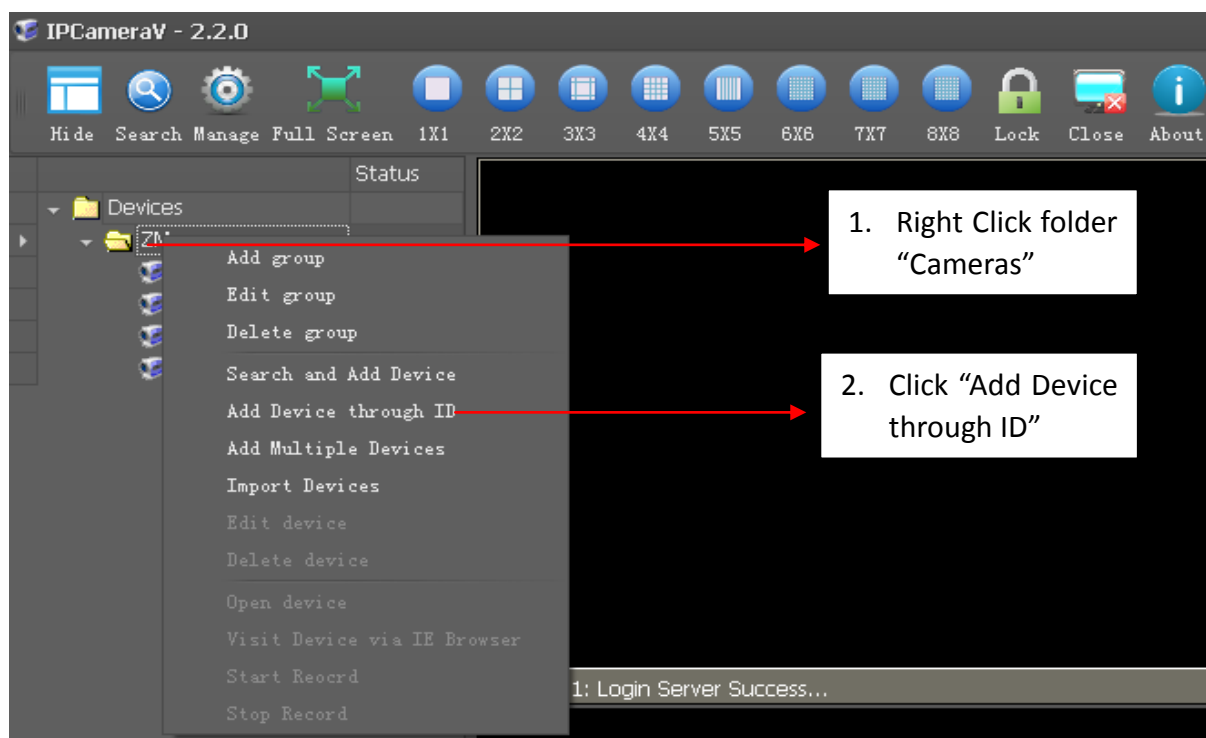 IPCameraV - 2.2.0
Hide Search Manage Full Screen 1X1 2X2 3X3 4X4 5X5 6X6 7X7 8X8 Lock Close About
Status
Devices
1. Right Click folder
“Cameras”
Add group
Edit group
Delete group
Search and Add Device
Add Device through ID
Add Multiple Devices
Import Devices
Edit device
Delete device
Open device
Visit Device via IE Browser
Start Reocrd
Stop Record
2. Click “Add Device
through ID”
1: Login Server Success...